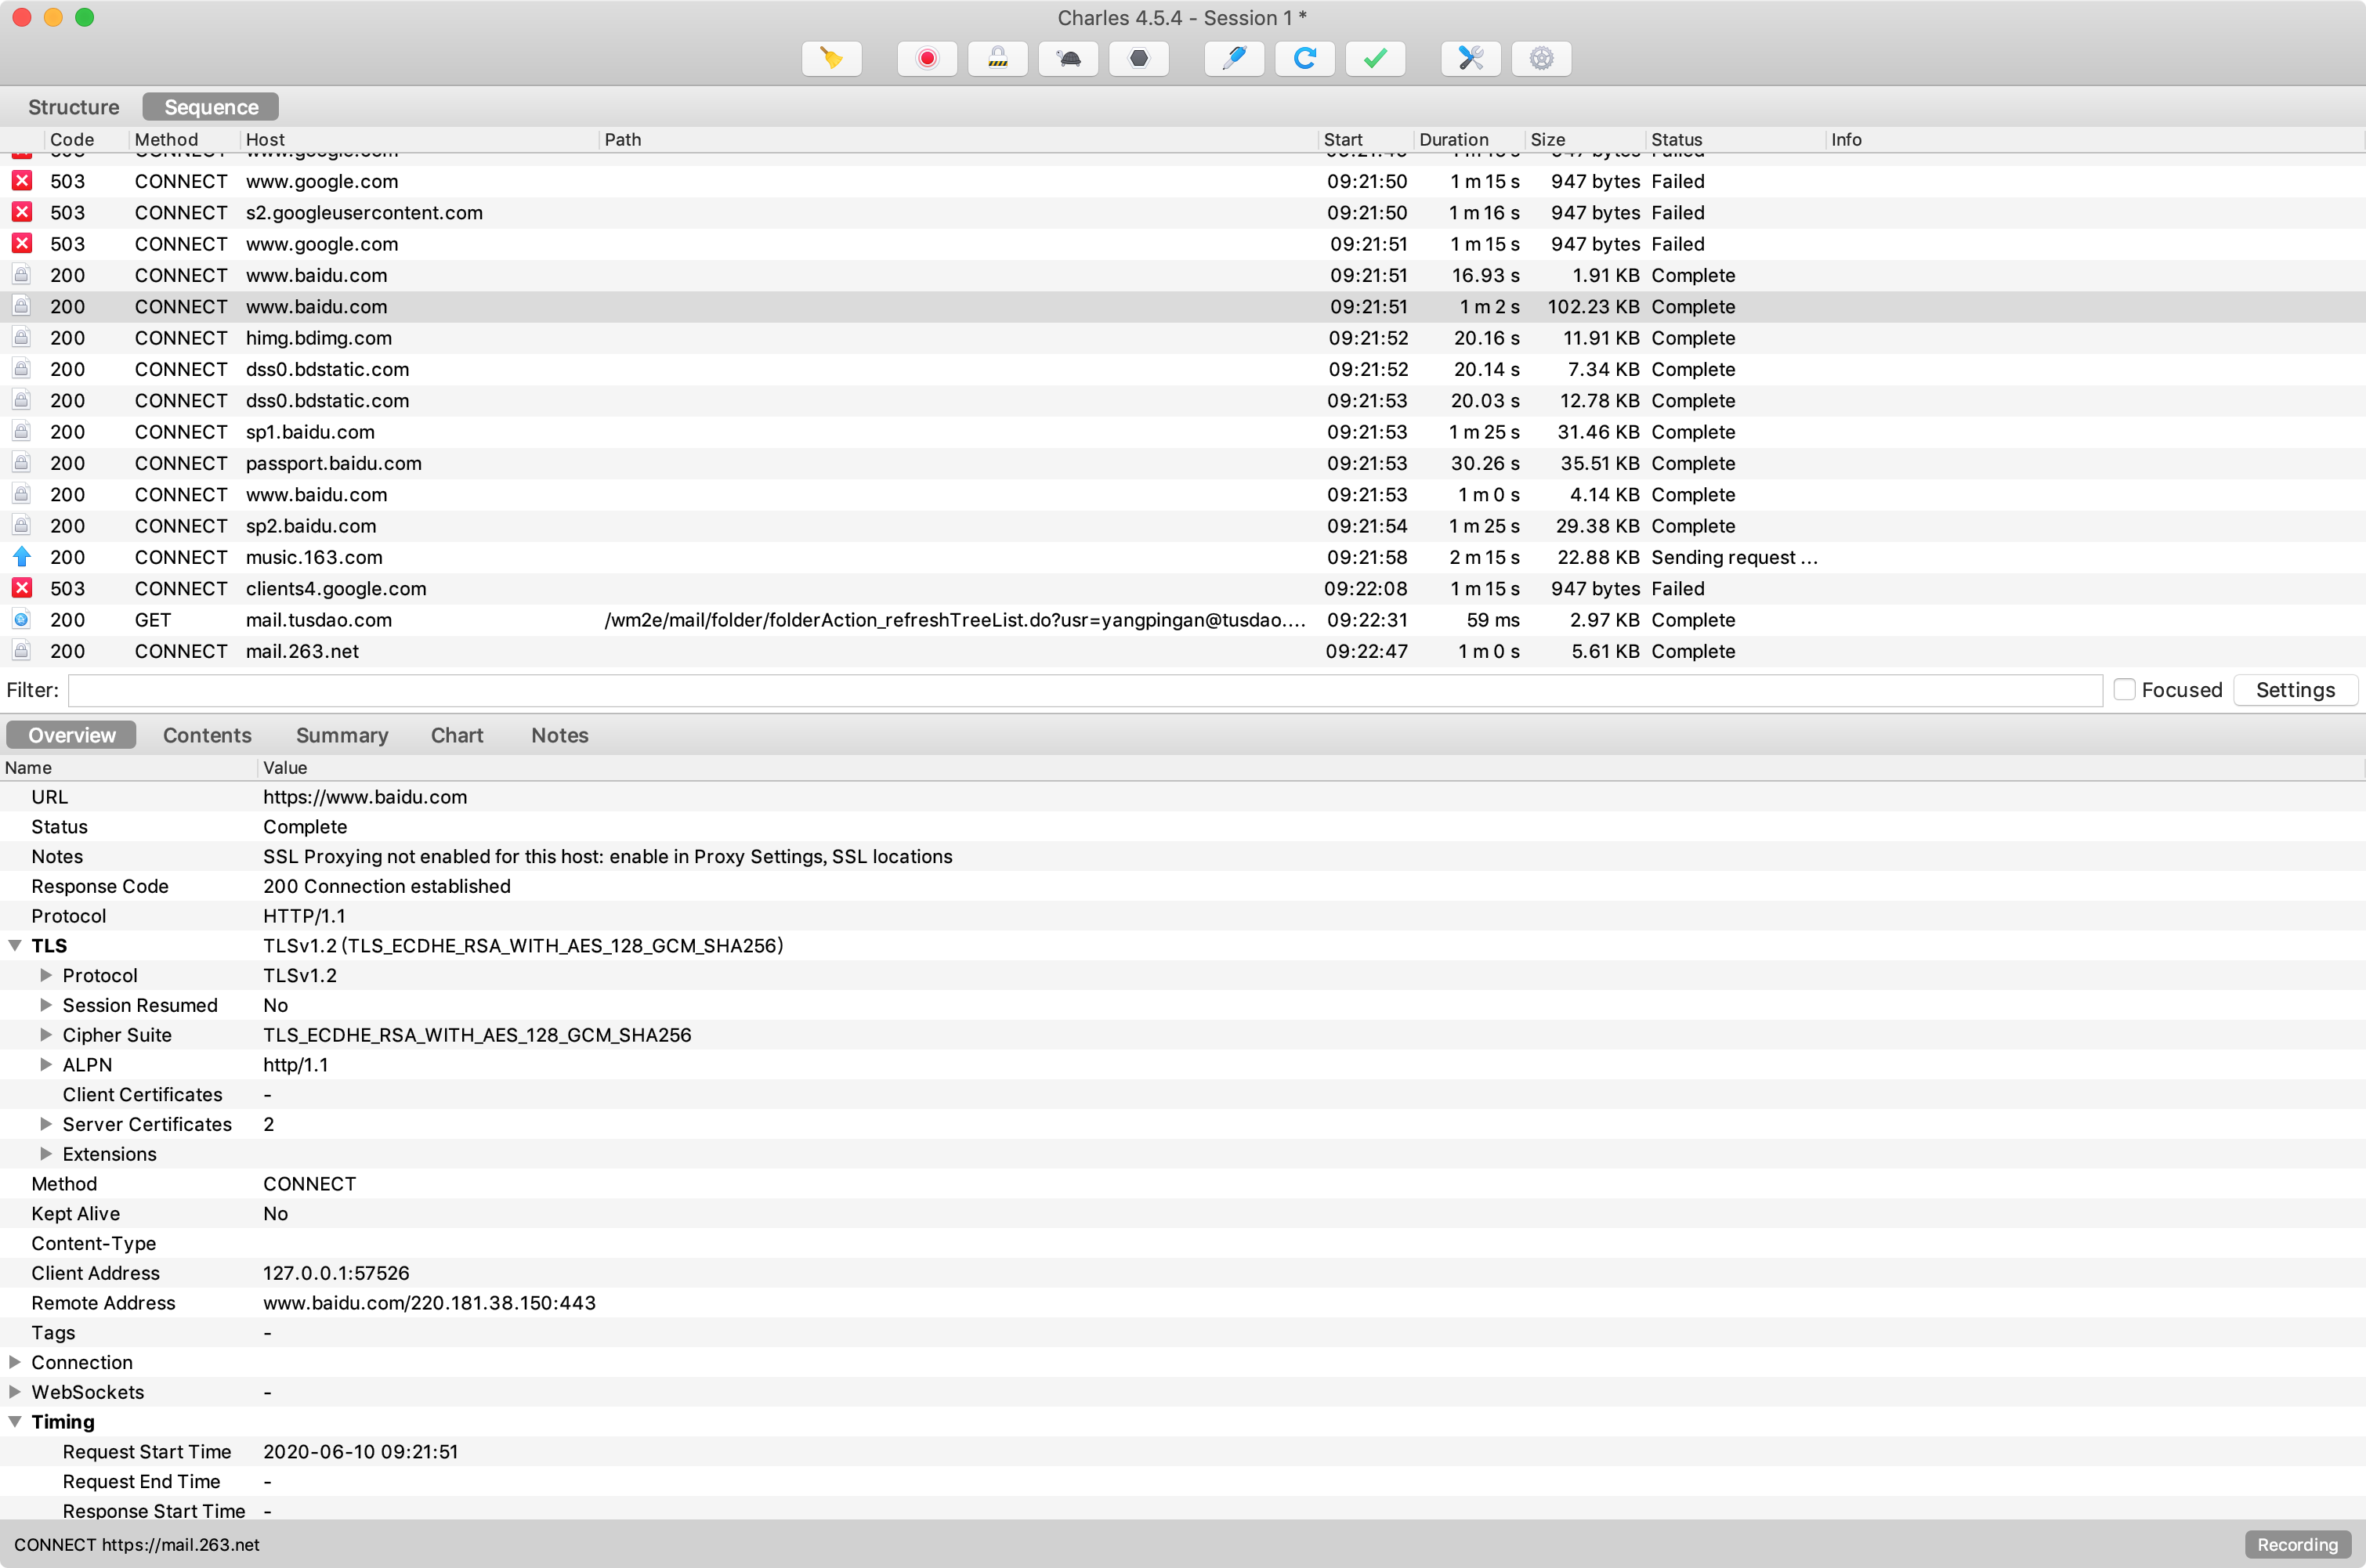 Charles 4.5.4 - Session 1 *
Structure Sequence
Code Method Host Path Start Duration Size Status Info
503 CONNECT www.google.com 09:21:50 1 m 15 s 947 bytes Failed
503 CONNECT s2.googleusercontent.com 09:21:50 1 m 16 s 947 bytes Failed
503 CONNECT www.google.com 09:21:51 1 m 15 s 947 bytes Failed
200 CONNECT www.baidu.com 09:21:51 16.93 s 1.91 KB Complete
200 CONNECT www.baidu.com 09:21:51 1 m 2 s 102.23 KB Complete
200 CONNECT himg.bdimg.com 09:21:52 20.16 s 11.91 KB Complete
200 CONNECT dss0.bdstatic.com 09:21:52 20.14 s 7.34 KB Complete
200 CONNECT dss0.bdstatic.com 09:21:53 20.03 s 12.78 KB Complete
200 CONNECT sp1.baidu.com 09:21:53 1 m 25 s 31.46 KB Complete
200 CONNECT passport.baidu.com 09:21:53 30.26 s 35.51 KB Complete
200 CONNECT www.baidu.com 09:21:53 1 m 0 s 4.14 KB Complete
200 CONNECT sp2.baidu.com 09:21:54 1 m 25 s 29.38 KB Complete
200 CONNECT music.163.com 09:21:58 2 m 15 s 22.88 KB Sending request ...
503 CONNECT clients4.google.com 09:22:08 1 m 15 s 947 bytes Failed
200 GET mail.tusdao.com /wm2e/mail/folder/folderAction_refreshTreeList.do?usr=yangpingan@tusdao.... 09:22:31 59 ms 2.97 KB Complete
200 CONNECT mail.263.net 09:22:47 1 m 0 s 5.61 KB Complete
Filter: Focused Settings
Overview Contents Summary Chart Notes
Name Value
URL https://www.baidu.com
Status Complete
Notes SSL Proxying not enabled for this host: enable in Proxy Settings, SSL locations
Response Code 200 Connection established
Protocol HTTP/1.1
TLS TLSv1.2 (TLS_ECDHE_RSA_WITH_AES_128_GCM_SHA256)
Protocol TLSv1.2
Session Resumed No
Cipher Suite TLS_ECDHE_RSA_WITH_AES_128_GCM_SHA256
ALPN http/1.1
Client Certificates -
Server Certificates 2
Extensions
Method CONNECT
Kept Alive No
Content-Type
Client Address 127.0.0.1:57526
Remote Address www.baidu.com/220.181.38.150:443
Tags -
Connection
WebSockets -
Timing
Request Start Time 2020-06-10 09:21:51
Request End Time -
Response Start Time -
CONNECT https://mail.263.net Recording